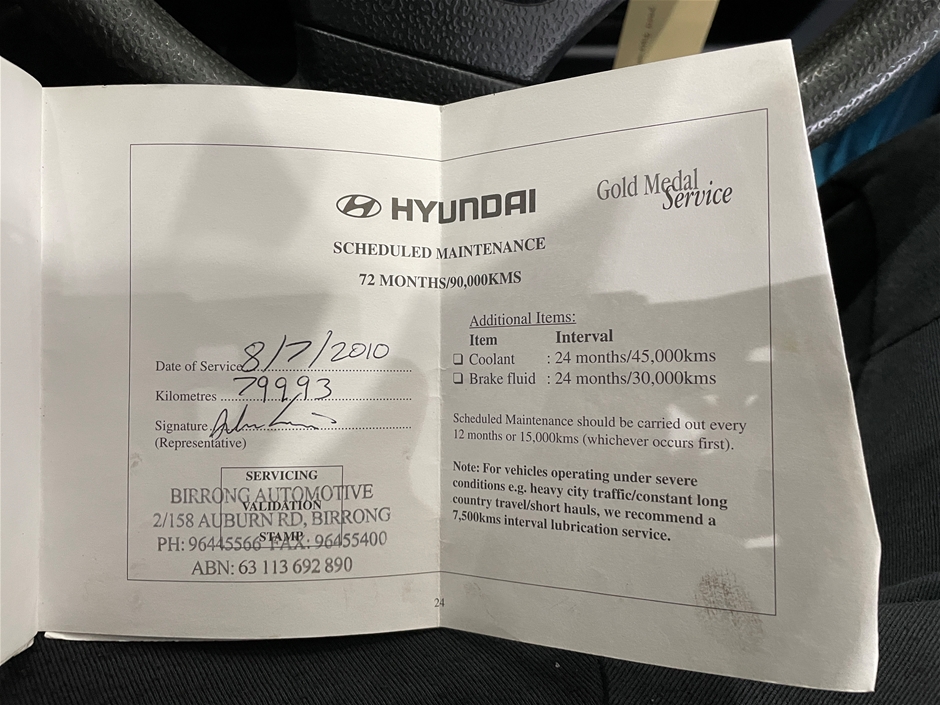 HYUNDAI
Gold Medal
Service
SCHEDULED MAINTENANCE
72 MONTHS/90,000KMS
Date of Service 8/7/2010
Kilometres 79993
Signature
(Representative)
SERVICING
VALIDATION
STAMP
BIRRONG AUTOMOTIVE
2/158 AUBURN RD, BIRRONG
PH: 96445566 FAX: 96455400
ABN: 63 113 692 890
Additional Items:
Item Interval
❑ Coolant : 24 months/45,000kms
❑ Brake fluid : 24 months/30,000kms
Scheduled Maintenance should be carried out every
12 months or 15,000kms (whichever occurs first).
Note: For vehicles operating under severe
conditions e.g. heavy city traffic/constant long
country travel/short hauls, we recommend a
7,500kms interval lubrication service.
24